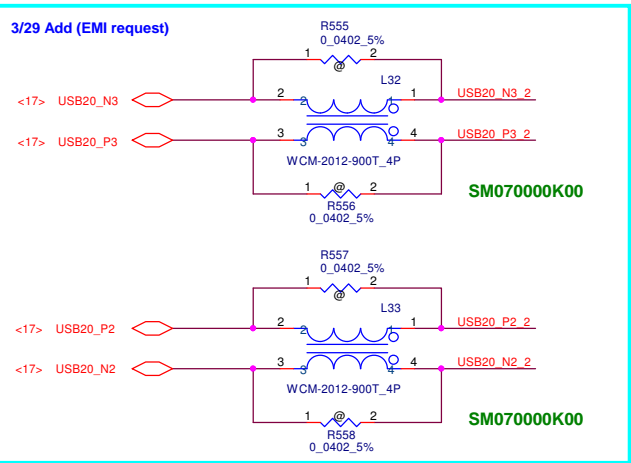 3/29 Add (EMI request)
R555
0_0402_5%
1 2
@
L32
<17> USB20_N3 2 2 1 1 USB20_N3_2
<17> USB20_P3 3 3 4 4 USB20_P3_2
WCM-2012-900T_4P
1 @ 2
SM070000K00
R556
0_0402_5%
R557
0_0402_5%
1 2
@
L33
<17> USB20_P2 2 2 1 1 USB20_P2_2
<17> USB20_N2 3 3 4 4 USB20_N2_2
WCM-2012-900T_4P
1 @ 2
SM070000K00
R558
0_0402_5%